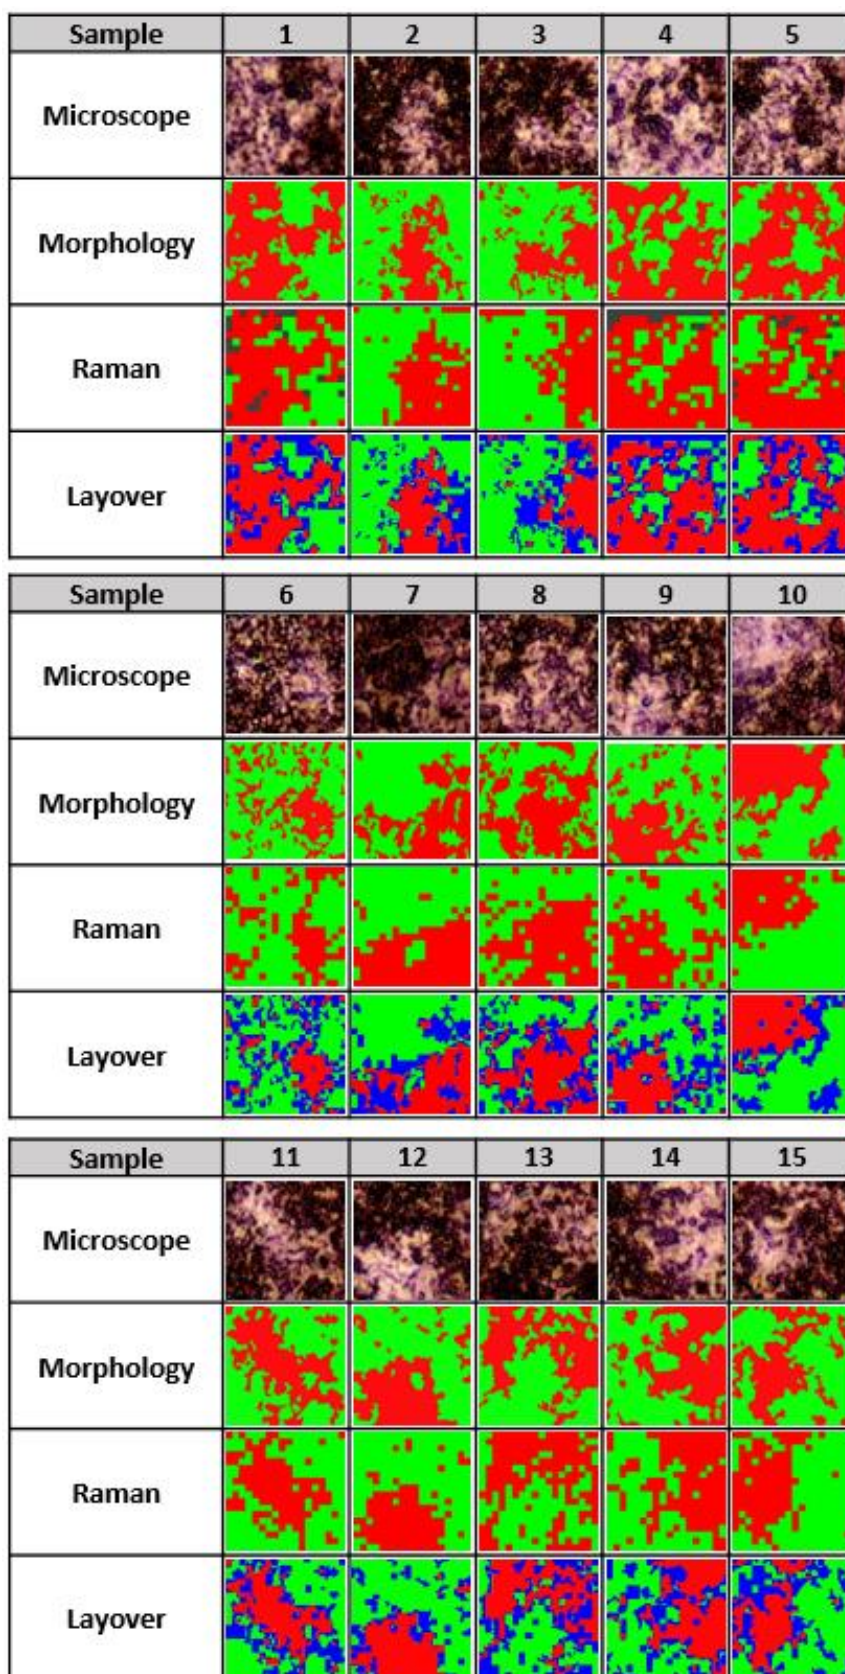 Sample 1 2 3 4 5
Microscope
Morphology
Raman
Layover
Sample 6 7 8 9 10
Microscope
Morphology
Raman
Layover
Sample 11 12 13 14 15
Microscope
Morphology
Raman
Layover